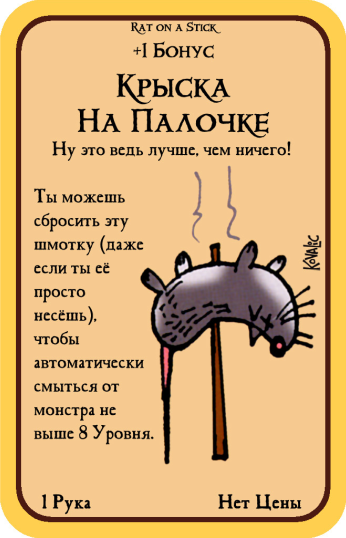 Rat on a Stick
+1 Бонус
Крыска
На Палочке
Ну это ведь лучше, чем ничего!
Ты можешь
сбросить эту
шмотку (даже
если ты её
просто
несёшь),
чтобы
автоматически
смыться от
монстра не
выше 8 Уровня.
Kovalic
1 Рука
Нет Цены